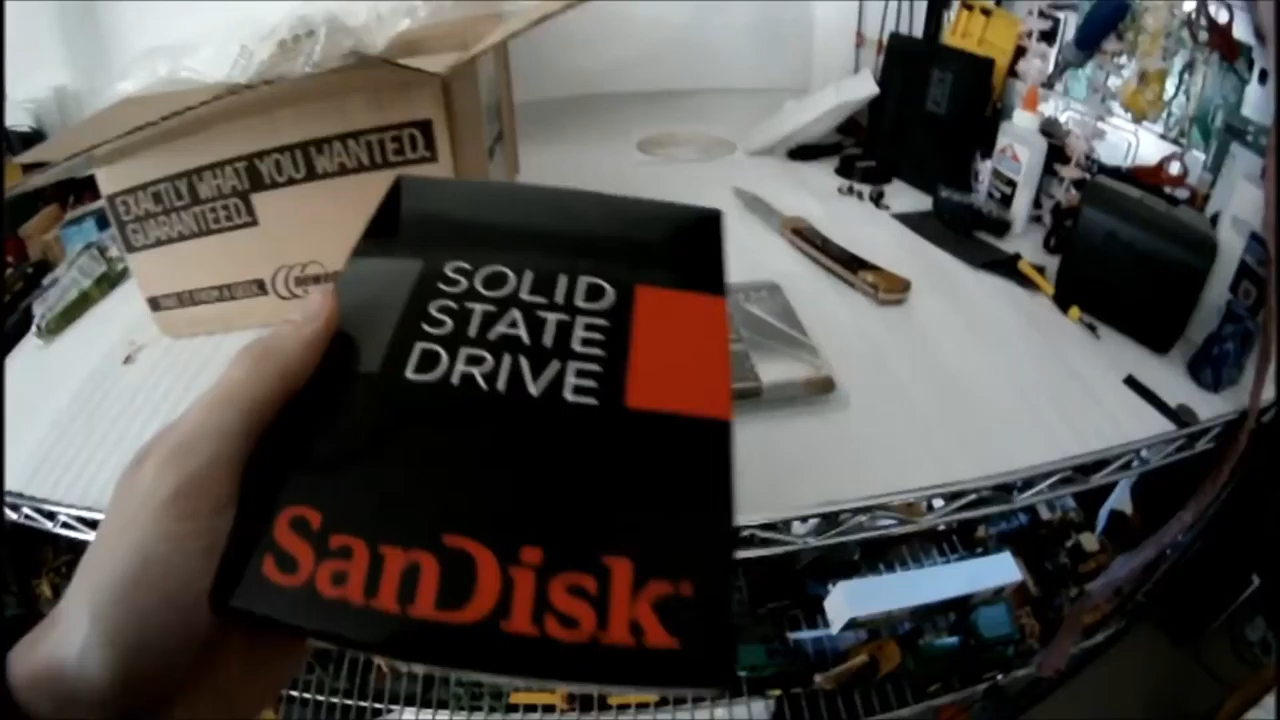 EXACTLY WHAT YOU WANTED.
GUARANTEED.
SOLID
STATE
DRIVE
SanDisk